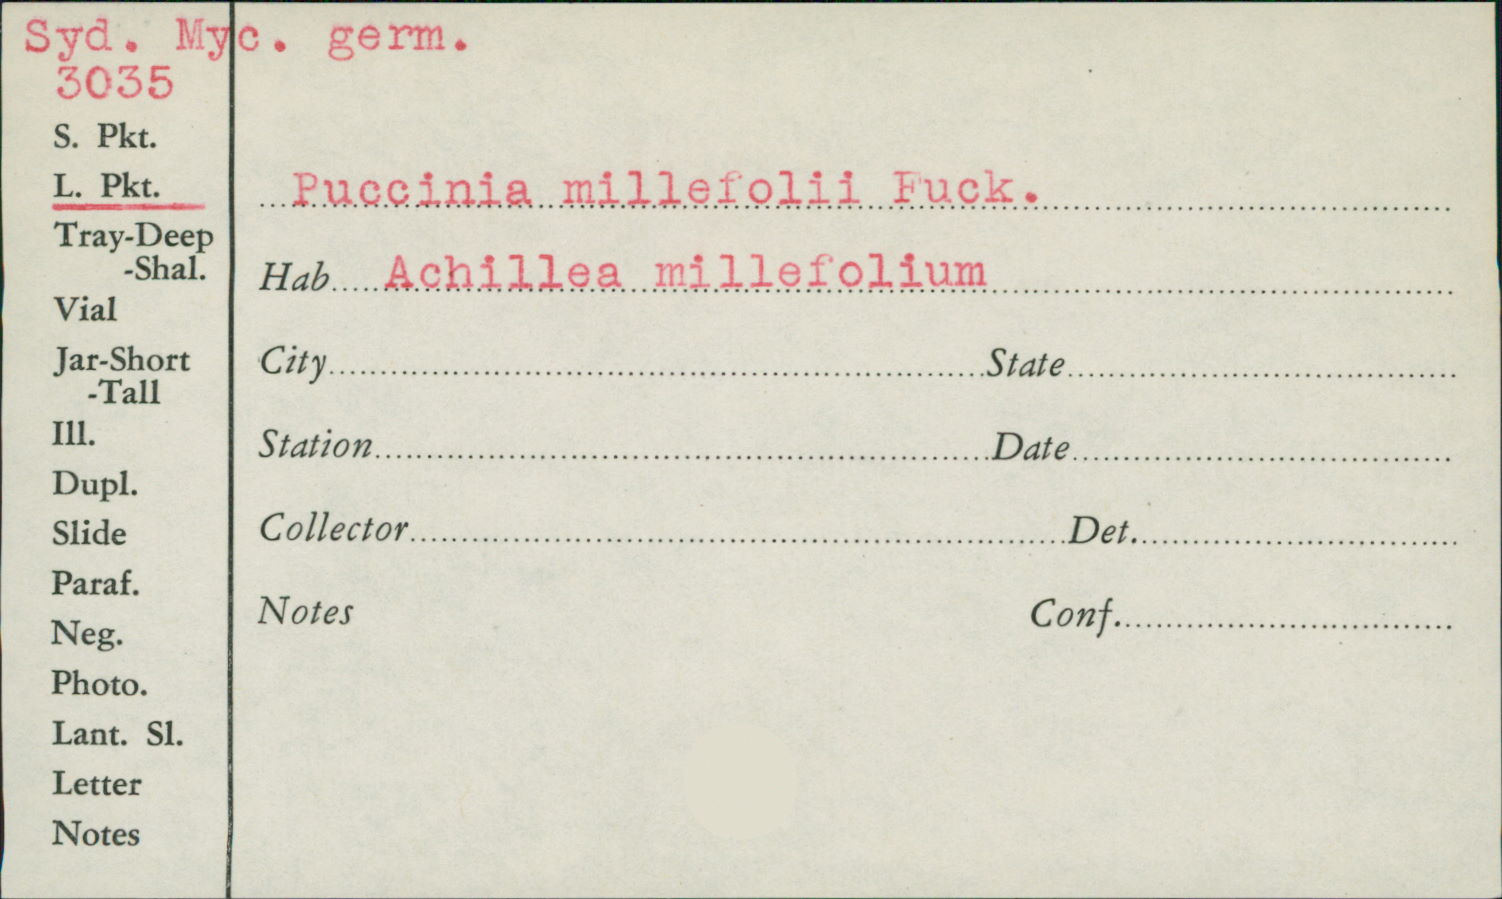 Syd. Myc. germ.
3035
S. Pkt.
L. Pkt.
Tray-Deep
-Shal.
Vial
Jar-Short
-Tall
Ill.
Dupl.
Slide
Paraf.
Neg.
Photo.
Lant. Sl.
Letter
Notes
Puccinia millefolii Fuck.
Hab Achillea millefolium
City State
Station Date
Collector Det.
Notes Conf.